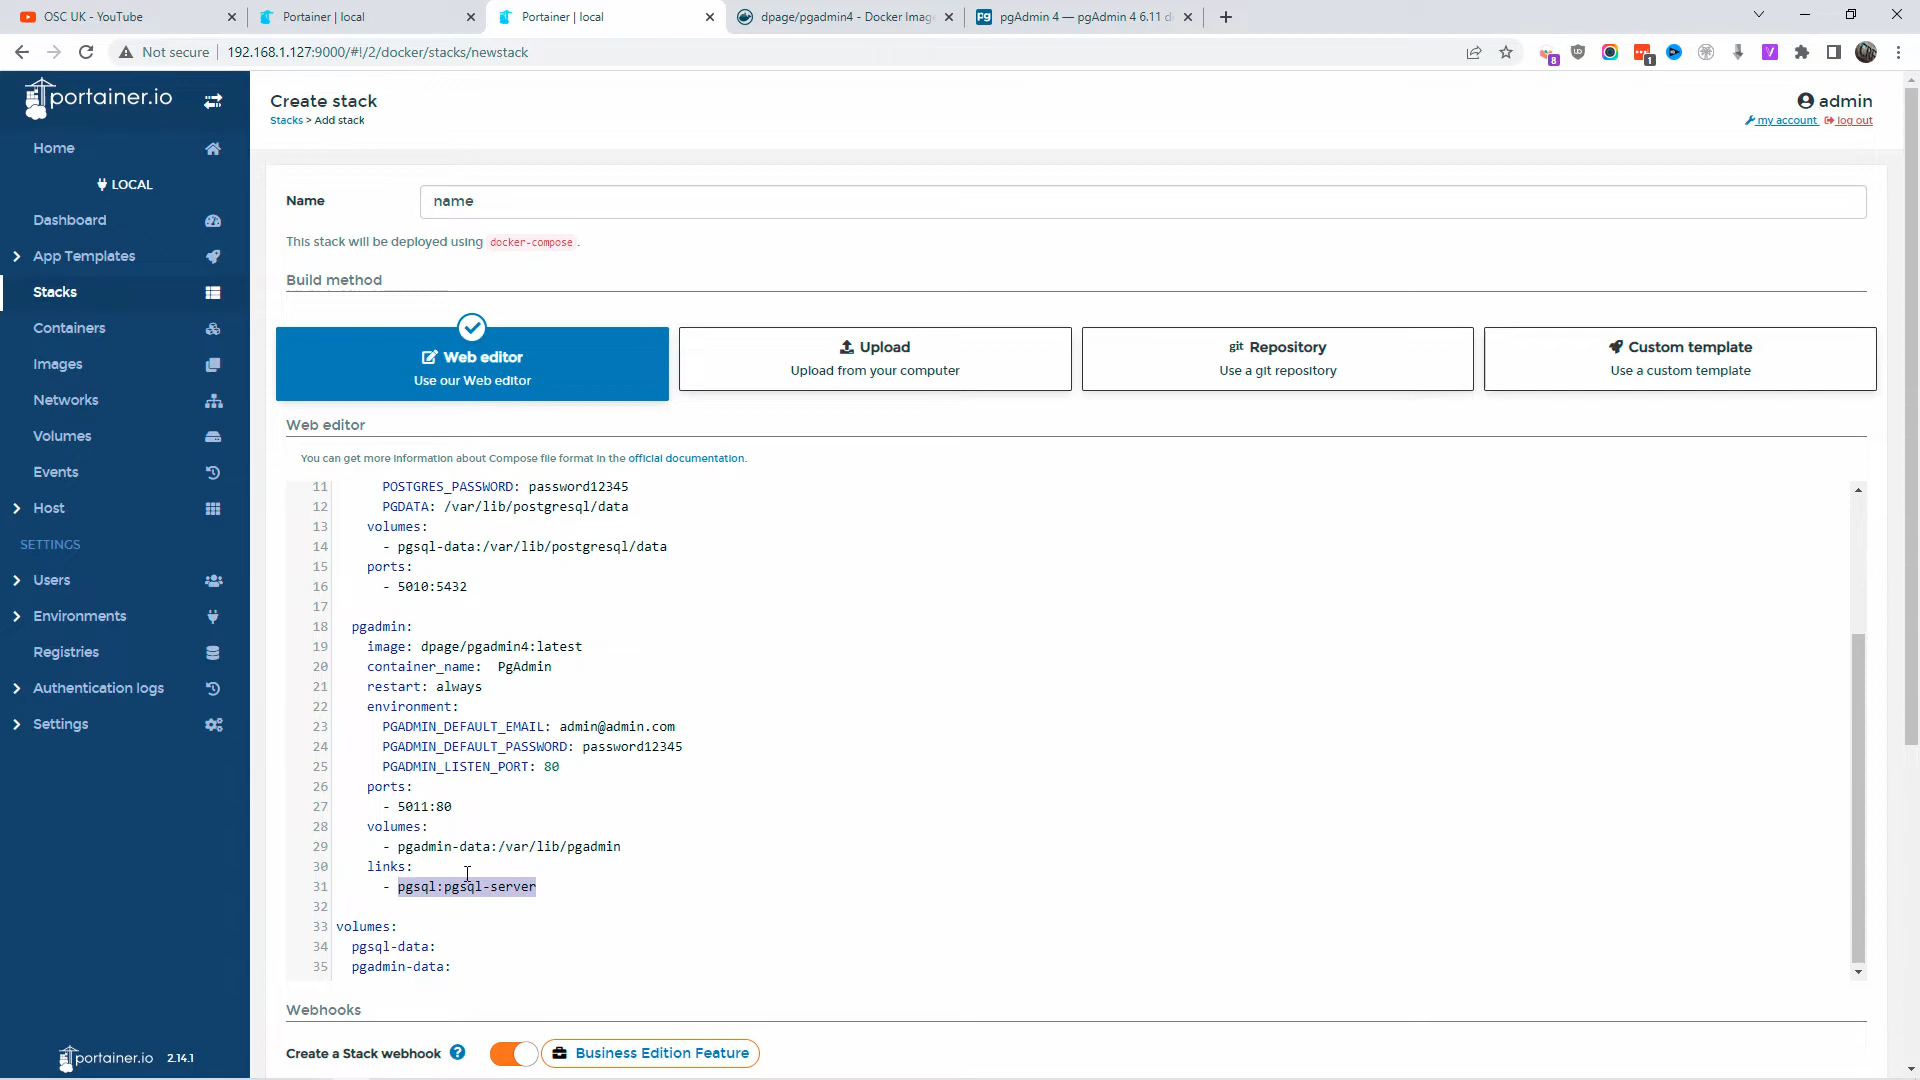 OSC UK - YouTube
Portainer | local
Portainer | local
dpage/pgadmin4 - Docker Imag
pgAdmin 4 — pgAdmin 4 6.11 d
Not secure
192.168.1.127:9000/#!/2/docker/stacks/newstack
8
1
portainer.io
Home
LOCAL
Dashboard
App Templates
Stacks
Containers
Images
Networks
Volumes
Events
Host
SETTINGS
Users
Environments
Registries
Authentication logs
Settings
portainer.io 2.14.1
Create stack
Stacks > Add stack
admin
my account log out
Name
name
This stack will be deployed using docker-compose.
Build method
Web editor
Use our Web editor
Upload
Upload from your computer
git Repository
Use a git repository
Custom template
Use a custom template
Web editor
You can get more information about Compose file format in the official documentation.
11 POSTGRES_PASSWORD: password12345
12 PGDATA: /var/lib/postgresql/data
13 volumes:
14 - pgsql-data:/var/lib/postgresql/data
15 ports:
16 - 5010:5432
17
18 pgadmin:
19 image: dpage/pgadmin4:latest
20 container_name:  PgAdmin
21 restart: always
22 environment:
23 PGADMIN_DEFAULT_EMAIL: admin@admin.com
24 PGADMIN_DEFAULT_PASSWORD: password12345
25 PGADMIN_LISTEN_PORT: 80
26 ports:
27 - 5011:80
28 volumes:
29 - pgadmin-data:/var/lib/pgadmin
30 links:
31 - pgsql:pgsql-server
32
33 volumes:
34 pgsql-data:
35 pgadmin-data:
Webhooks
Create a Stack webhook
Business Edition Feature